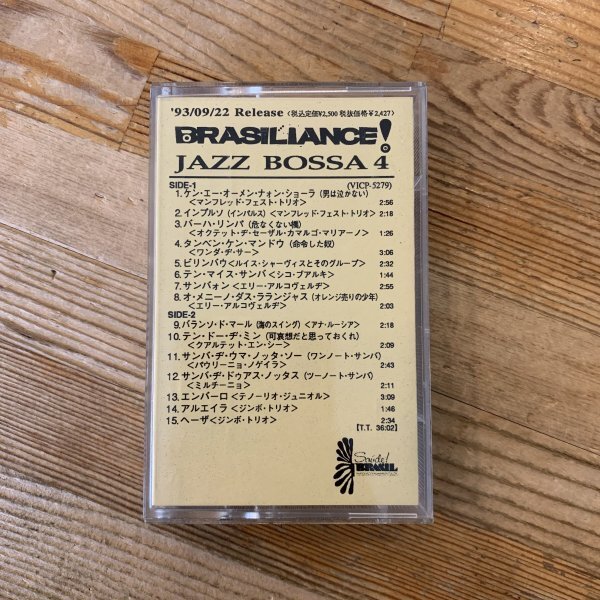 '93/09/22 Release 〈税込定価¥2,500 税抜価格¥2,427〉
BRASILIANCE!
JAZZ BOSSA 4
SIDE-1 (VICP-5279)
1. ケン・エー・オーメン・ナォン・ショーラ (男は泣かない)
<マンフレッド・フェスト・トリオ> 2:56
2. インプルソ (インパルス) <マンフレッド・フェスト・トリオ> 2:18
3. バーハ・リンパ (危なくない橇)
<オクテット・ヂ・セーザル・カマルゴ・マリアーノ> 1:26
4. タンベン・ケン・マンドウ (命令した奴)
<ワンダ・ヂ・サー> 3:06
5. ビリンバウ <ルイス・シャーヴィスとそのグループ> 2:32
6. テン・マイス・サンバ <シコ・ブアルキ> 1:44
7. サンバォン <エリー・アルコヴェルヂ> 2:55
8. オ・メニーノ・ダス・ラランジャス (オレンジ売りの少年)
<エリー・アルコヴェルヂ> 2:03
SIDE-2
9. バランソ・ド・マール (海のスイング) <アナ・ルーシア> 2:18
10. テン・ドー・ヂ・ミン (可哀想だと思っておくれ)
<クアルテット・エン・シー> 2:09
11. サンバ・ヂ・ウマ・ノッタ・ソー (ワンノート・サンバ)
<パウリーニョ・ノゲイラ> 2:43
12. サンバ・ヂ・ドゥアス・ノッタス (ツーノート・サンバ)
<ミルチーニョ> 2:11
13. エンバーロ <テノーリオ・ジュニオル> 3:09
14. アルエイラ <ジンボ・トリオ> 1:46
15. ヘーザ <ジンボ・トリオ> 2:34
[T.T. 36:02]
Saúde!
BRASIL